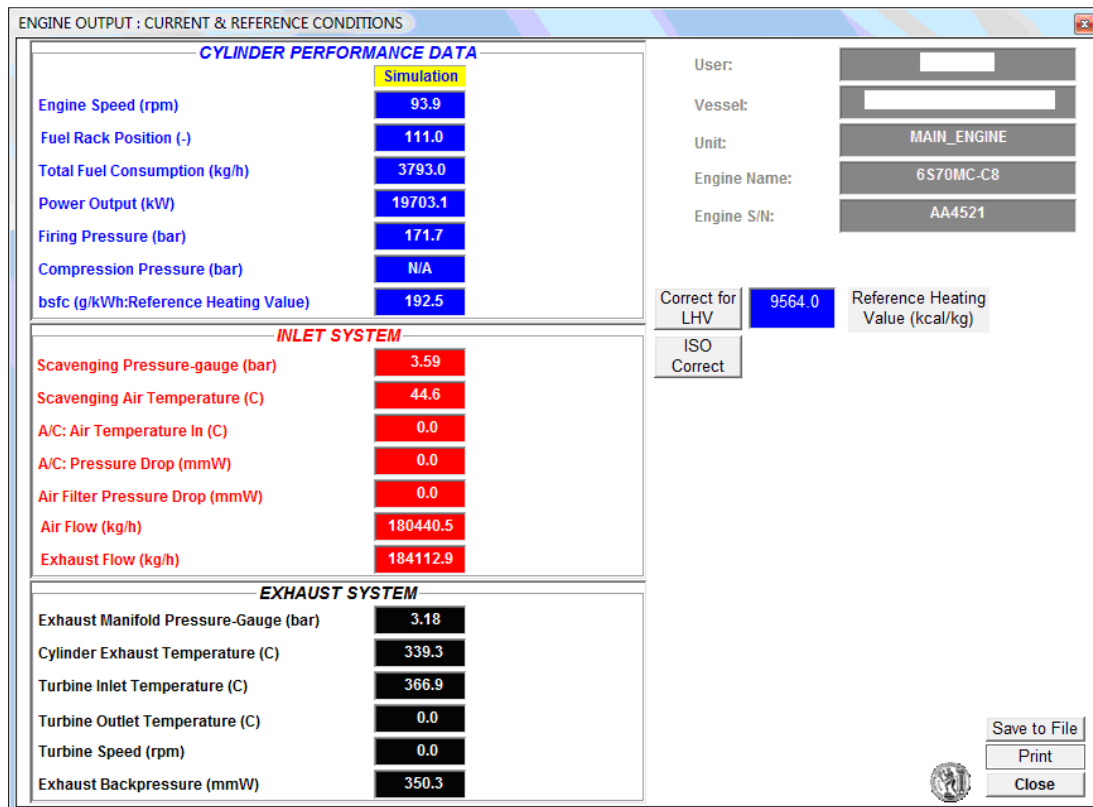 ENGINE OUTPUT : CURRENT & REFERENCE CONDITIONS
CYLINDER PERFORMANCE DATA
Simulation
Engine Speed (rpm) 93.9
Fuel Rack Position (-) 111.0
Total Fuel Consumption (kg/h) 3793.0
Power Output (kW) 19703.1
Firing Pressure (bar) 171.7
Compression Pressure (bar) N/A
bsfc (g/kWh:Reference Heating Value) 192.5
INLET SYSTEM
Scavenging Pressure-gauge (bar) 3.59
Scavenging Air Temperature (C) 44.6
A/C: Air Temperature In (C) 0.0
A/C: Pressure Drop (mmW) 0.0
Air Filter Pressure Drop (mmW) 0.0
Air Flow (kg/h) 180440.5
Exhaust Flow (kg/h) 184112.9
EXHAUST SYSTEM
Exhaust Manifold Pressure-Gauge (bar) 3.18
Cylinder Exhaust Temperature (C) 339.3
Turbine Inlet Temperature (C) 366.9
Turbine Outlet Temperature (C) 0.0
Turbine Speed (rpm) 0.0
Exhaust Backpressure (mmW) 350.3
User:
Vessel:
Unit: MAIN_ENGINE
Engine Name: 6S70MC-C8
Engine S/N: AA4521
Correct for
LHV
9564.0
Reference Heating
Value (kcal/kg)
ISO
Correct
Save to File
Print
Close